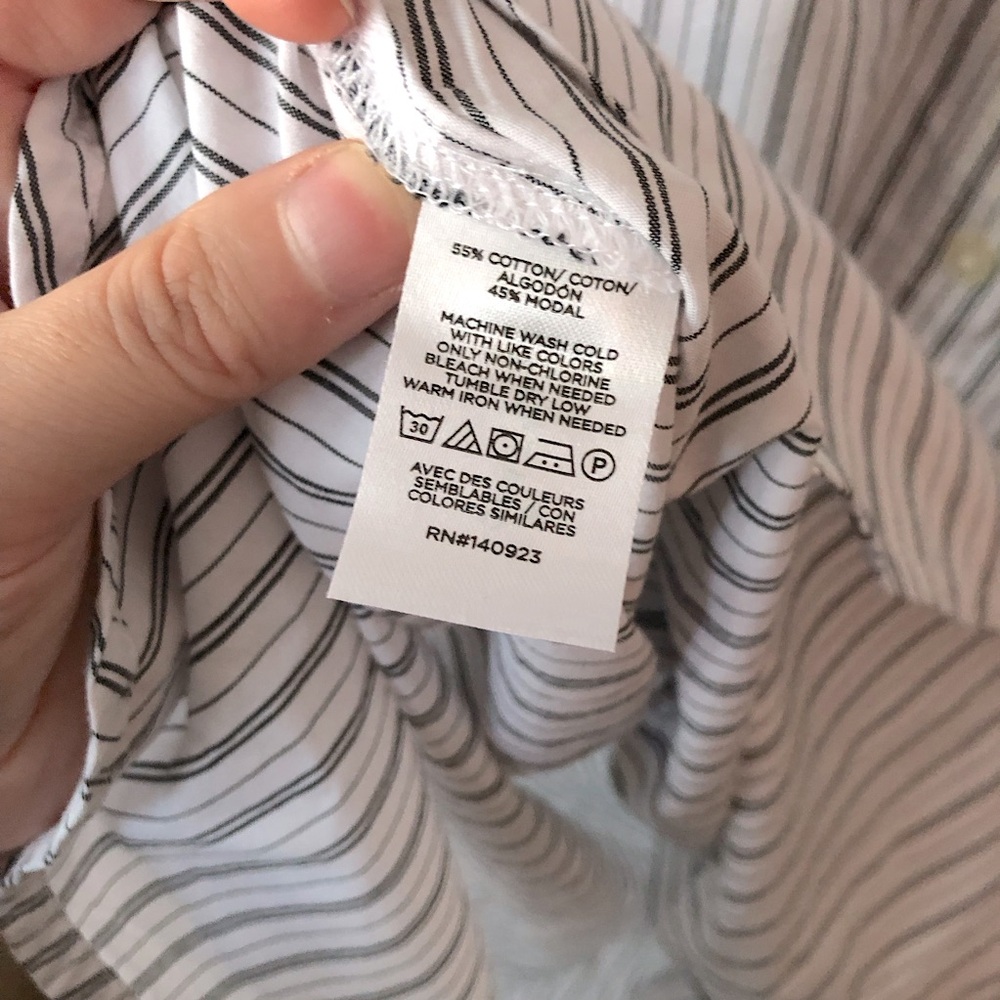 55% COTTON/ COTON/
ALGODÓN
45% MODAL
MACHINE WASH COLD
WITH LIKE COLORS
ONLY NON-CHLORINE
BLEACH WHEN NEEDED
TUMBLE DRY LOW
WARM IRON WHEN NEEDED
30 P
AVEC DES COULEURS
SEMBLABLES / CON
COLORES SIMILARES
RN#140923